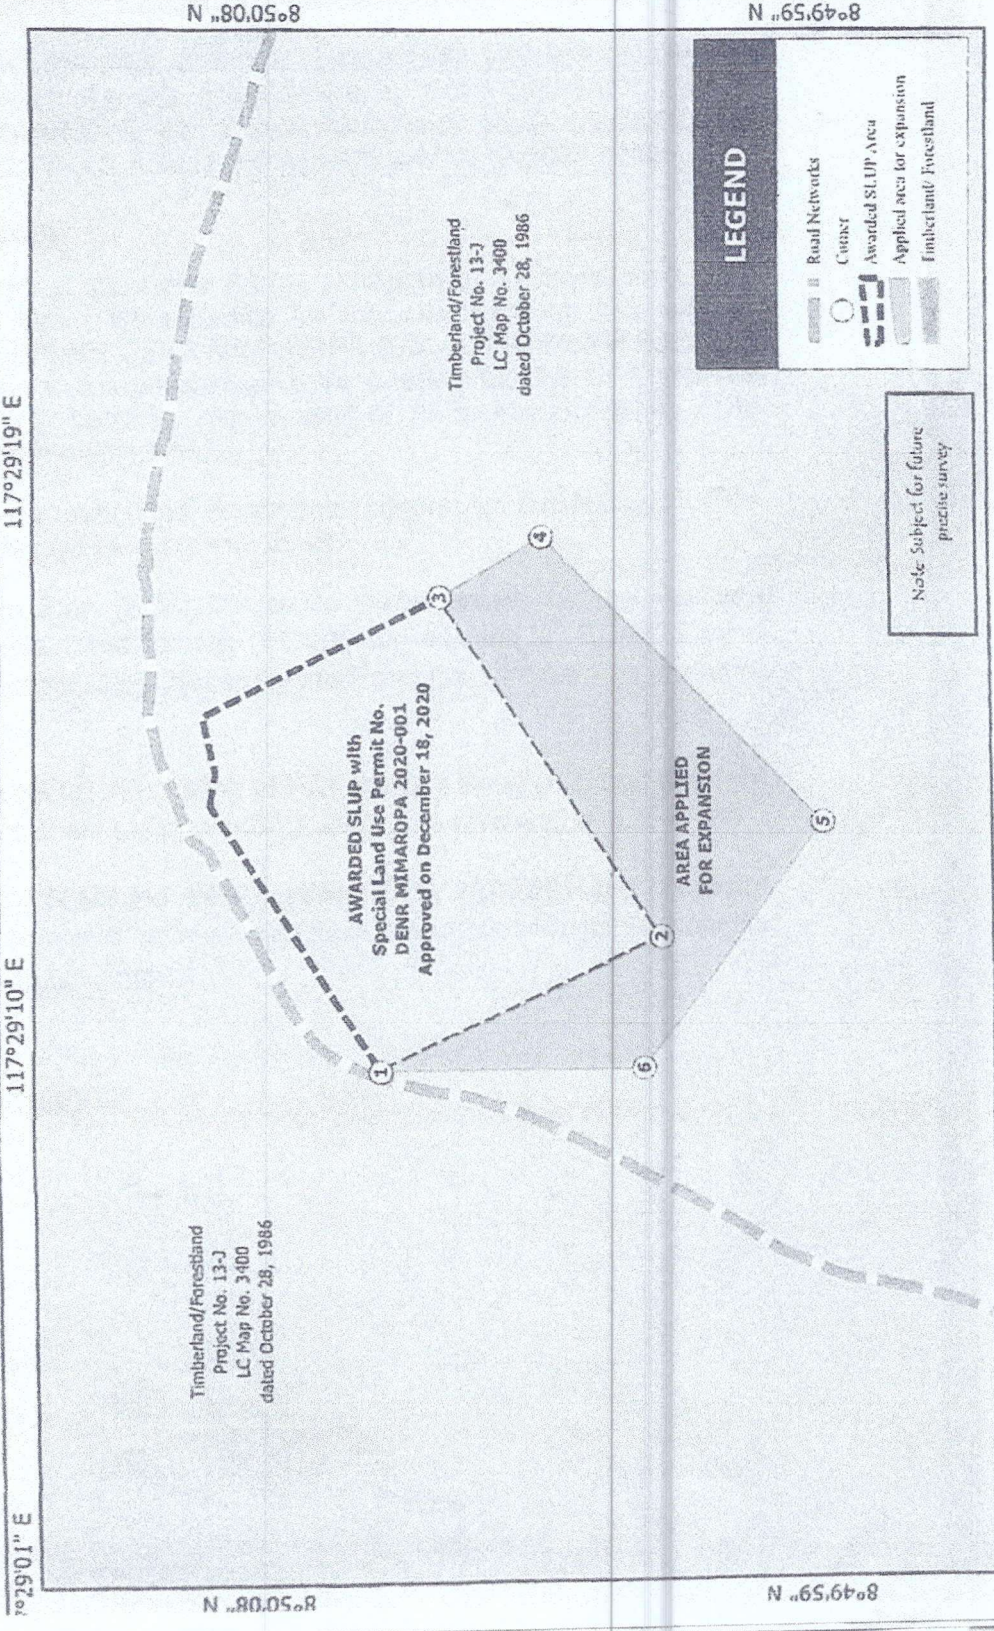 29'01" E
117°29'10" E
117°29'19" E
8°50'08" N
8°50'08" N
Timberland/Forestland
Project No. 13-J
LC Map No. 3400
dated October 28, 1986
AWARDED SLUP with
Special Land Use Permit No.
DENR MIMAROPA 2020-001
Approved on December 18, 2020
Timberland/Forestland
Project No. 13-J
LC Map No. 3400
dated October 28, 1986
1
2
3
4
5
6
AREA APPLIED
FOR EXPANSION
LEGEND
Road Networks
Corner
Awarded SLUP Area
Applied area for expansion
Timberland/ Forestland
Note: Subject for future
precise survey
8°49'59" N
8°49'59" N